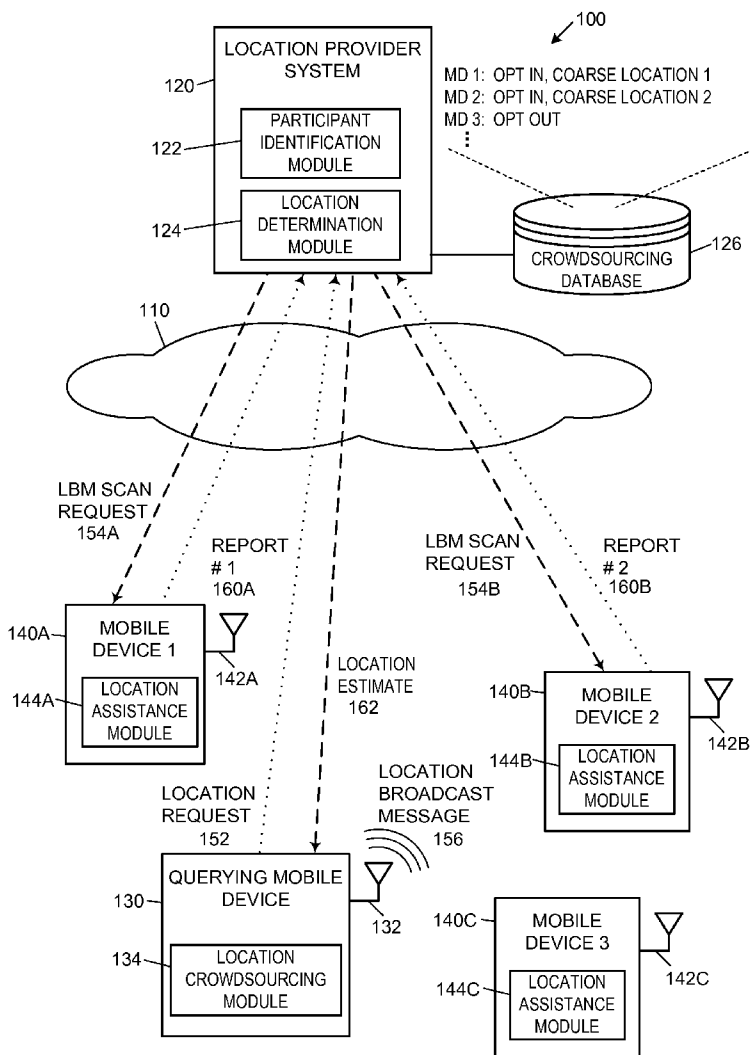 100
LOCATION PROVIDER
SYSTEM
120
PARTICIPANT
IDENTIFICATION
MODULE
122
LOCATION
DETERMINATION
MODULE
124
MD 1: OPT IN, COARSE LOCATION 1
MD 2: OPT IN, COARSE LOCATION 2
MD 3: OPT OUT
CROWDSOURCING
DATABASE
126
110
LBM SCAN
REQUEST
154A
REPORT
# 1
160A
LBM SCAN
REQUEST
154B
REPORT
# 2
160B
140A
MOBILE
DEVICE 1
142A
144A
LOCATION
ASSISTANCE
MODULE
LOCATION
ESTIMATE
162
140B
MOBILE
DEVICE 2
142B
144B
LOCATION
ASSISTANCE
MODULE
LOCATION
REQUEST
152
LOCATION
BROADCAST
MESSAGE
156
130
QUERYING MOBILE
DEVICE
132
134
LOCATION
CROWDSOURCING
MODULE
140C
MOBILE
DEVICE 3
142C
144C
LOCATION
ASSISTANCE
MODULE